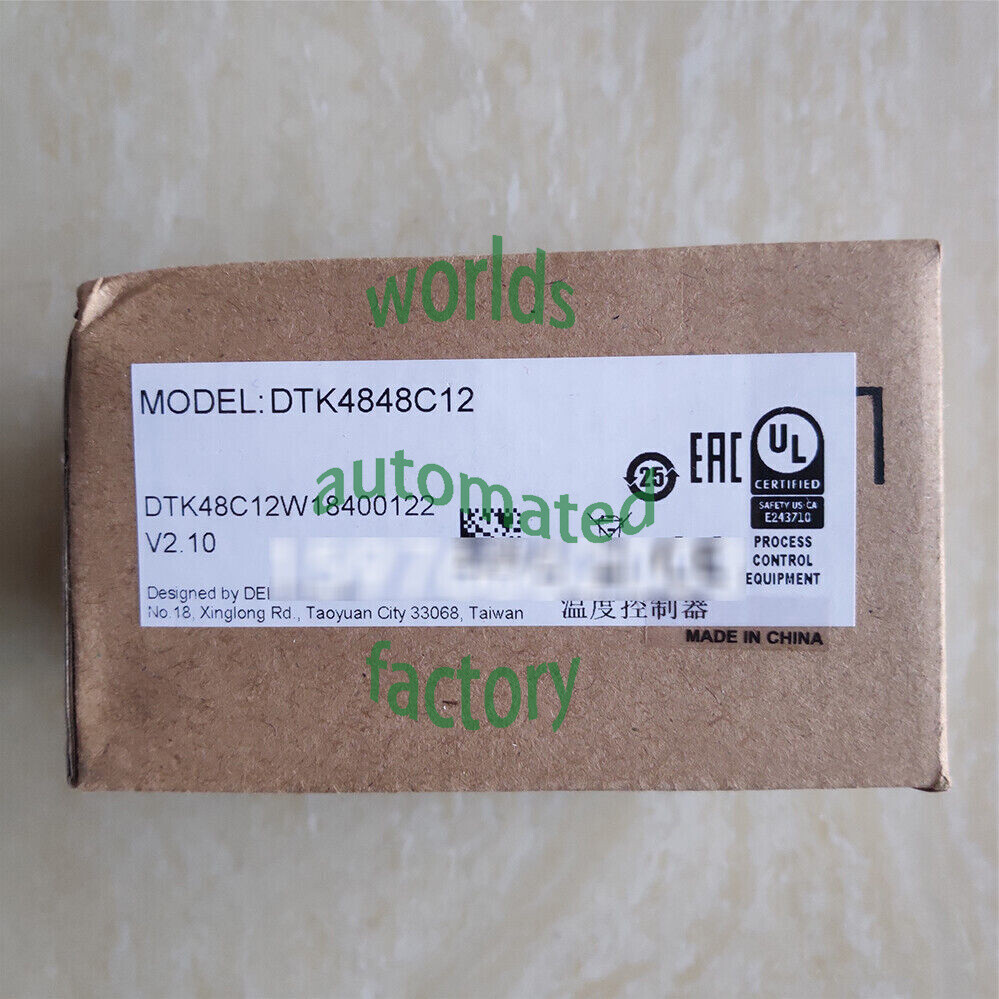 worlds
MODEL: DTK4848C12
automated
25
EAC
UL
CERTIFIED
SAFETY US·CA
E243710
DTK48C12W18400122
V2.10
PROCESS
CONTROL
EQUIPMENT
Designed by
No.18, Xinglong Rd., Taoyuan City 33068, Taiwan
温度控制器
MADE IN CHINA
factory